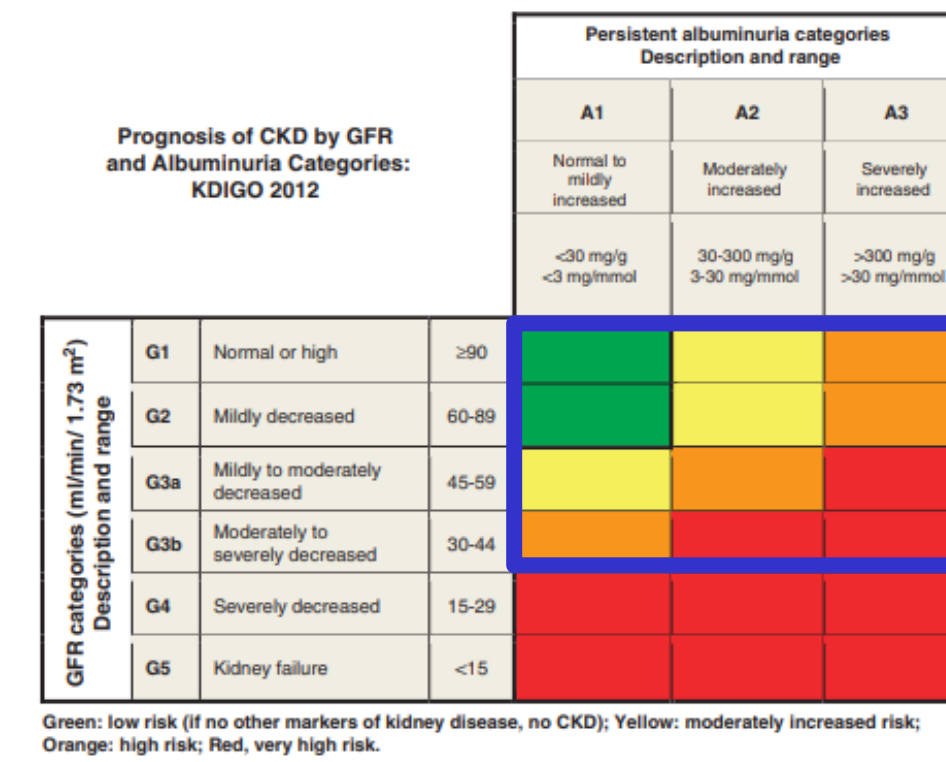 Persistent albuminuria categories
Description and range
A1
A2
A3
Prognosis of CKD by GFR
and Albuminuria Categories:
KDIGO 2012
Normal to
mildly
increased
Moderately
increased
Severely
increased
<30 mg/g
<3 mg/mmol
30-300 mg/g
3-30 mg/mmol
>300 mg/g
>30 mg/mmol
GFR categories (ml/min/ 1.73 m²)
Description and range
G1
Normal or high
≥90
G2
Mildly decreased
60-89
G3a
Mildly to moderately
decreased
45-59
G3b
Moderately to
severely decreased
30-44
G4
Severely decreased
15-29
G5
Kidney failure
<15
Green: low risk (if no other markers of kidney disease, no CKD); Yellow: moderately increased risk;
Orange: high risk; Red, very high risk.